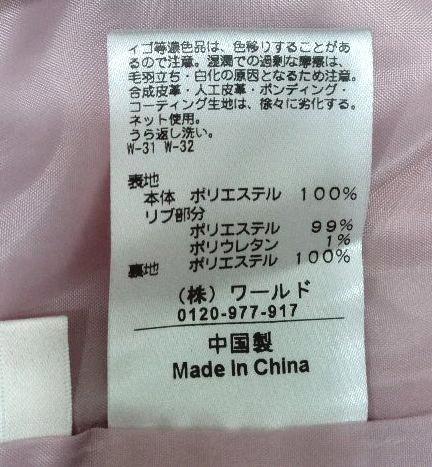 ィゴ等濃色品は、色移りすることがあ
るので注意。湿潤での過剰な摩擦は、
毛羽立ち・白化の原因となるため注意。
合成皮革・人工皮革・ボンディング・
コーティング生地は、徐々に劣化する。
ネット使用。
うら返し洗い。
W-31 W-32
表地
本体 ポリエステル 100%
リブ部分
ポリエステル 99%
ポリウレタン 1%
裏地 ポリエステル 100%
(株) ワールド
0120-977-917
中国製
Made In China